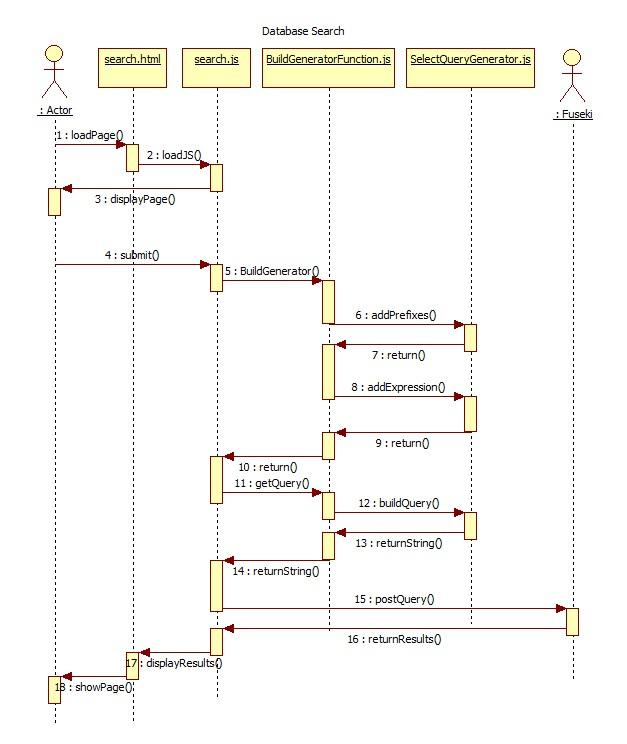 Database Search
search.html
search.js
BuildGeneratorFunction.js
SelectQueryGenerator.js
: Actor
: Fuseki
1 : loadPage()
2 : loadJS()
3 : displayPage()
4 : submit()
5 : BuildGenerator()
6 : addPrefixes()
7 : return()
8 : addExpression()
9 : return()
10 : return()
11 : getQuery()
12 : buildQuery()
13 : returnString()
14 : returnString()
15 : postQuery()
16 : returnResults()
17 : displayResults()
18 : showPage()